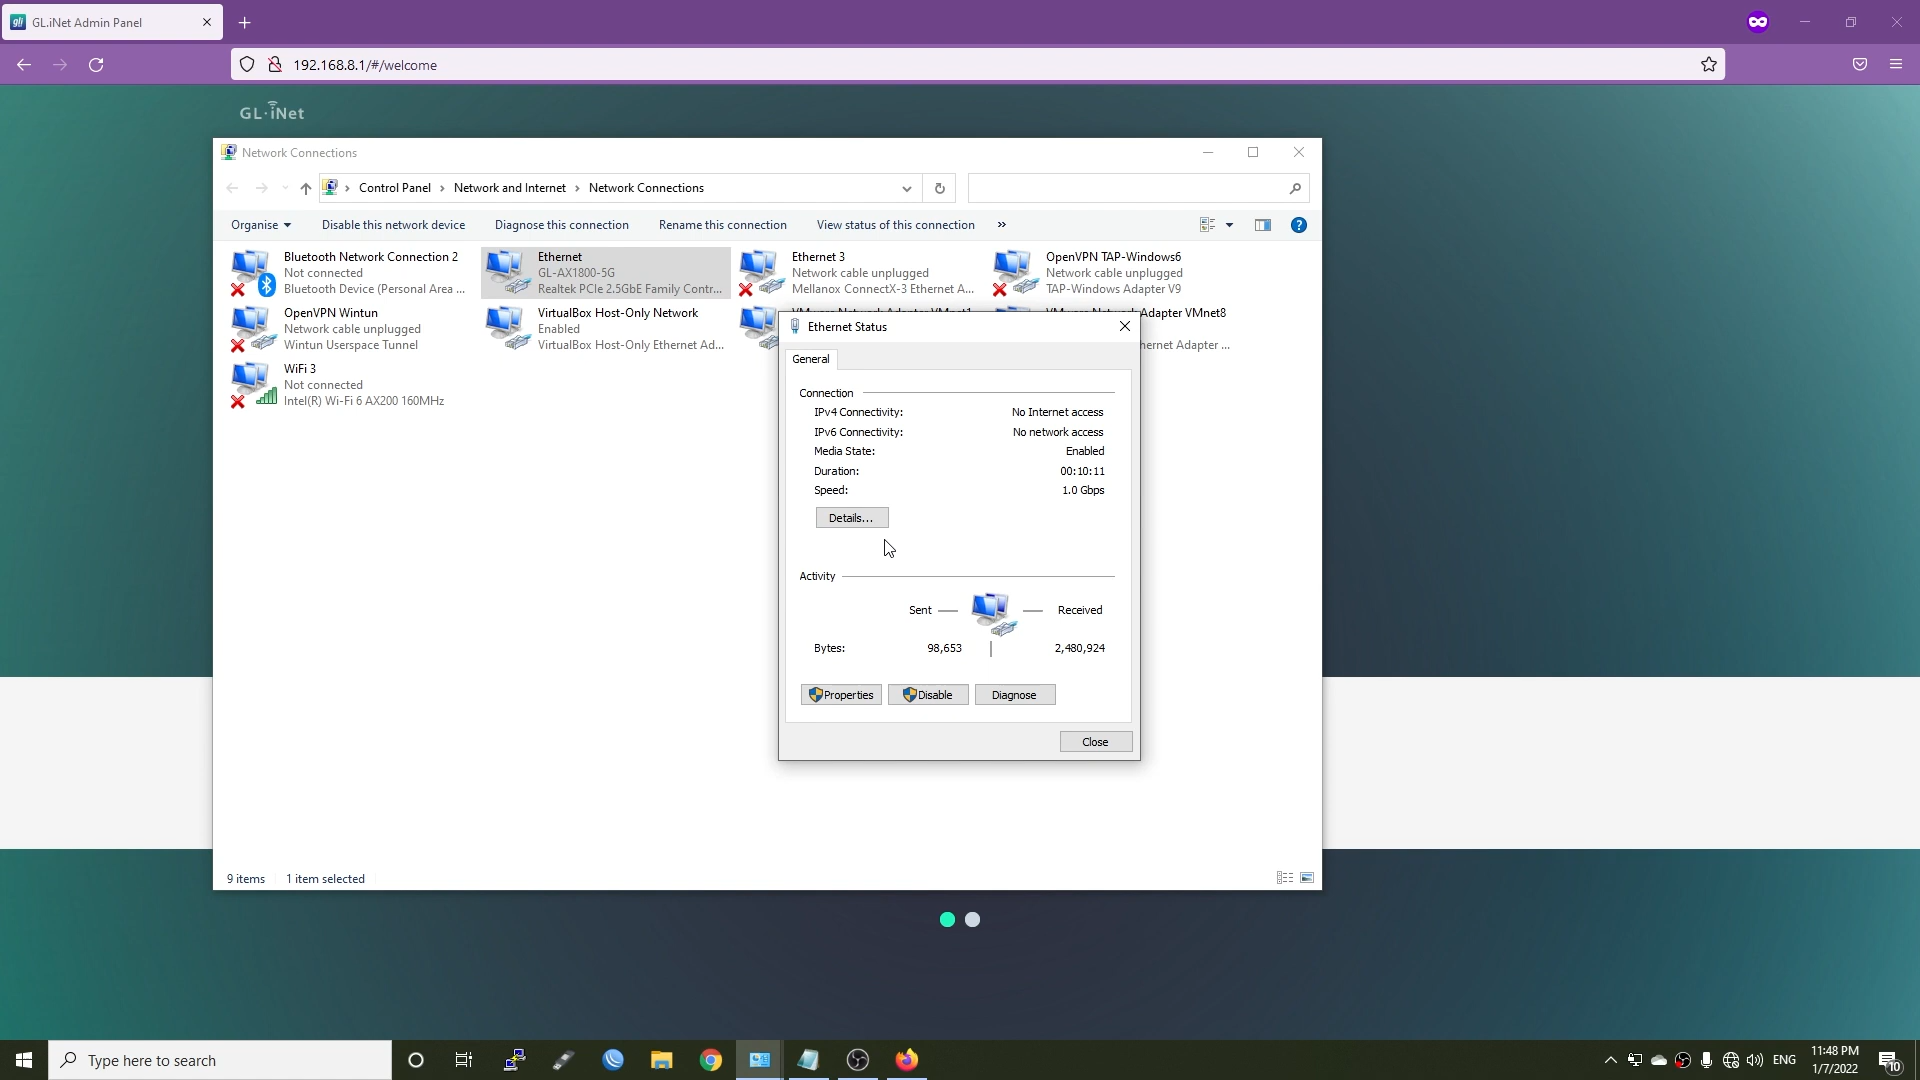 GL.iNet Admin Panel
192.168.8.1/#/welcome
GL·iNet
Network Connections
Control Panel › Network and Internet › Network Connections
Organise
Disable this network device
Diagnose this connection
Rename this connection
View status of this connection
»
Bluetooth Network Connection 2
Not connected
Bluetooth Device (Personal Area ...
Ethernet
GL-AX1800-5G
Realtek PCIe 2.5GbE Family Contr...
Ethernet 3
Network cable unplugged
Mellanox ConnectX-3 Ethernet A...
OpenVPN TAP-Windows6
Network cable unplugged
TAP-Windows Adapter V9
OpenVPN Wintun
Network cable unplugged
Wintun Userspace Tunnel
VirtualBox Host-Only Network
Enabled
VirtualBox Host-Only Ethernet Ad...
VMware Network Adapter VMnet1
VMware Network Adapter VMnet8
hernet Adapter ...
WiFi 3
Not connected
Intel(R) Wi-Fi 6 AX200 160MHz
Ethernet Status
General
Connection
IPv4 Connectivity: No Internet access
IPv6 Connectivity: No network access
Media State: Enabled
Duration: 00:10:11
Speed: 1.0 Gbps
Details...
Activity
Sent — Received
Bytes: 98,653 2,480,924
Properties
Disable
Diagnose
Close
9 items
1 item selected
Type here to search
ENG
11:48 PM
1/7/2022
10